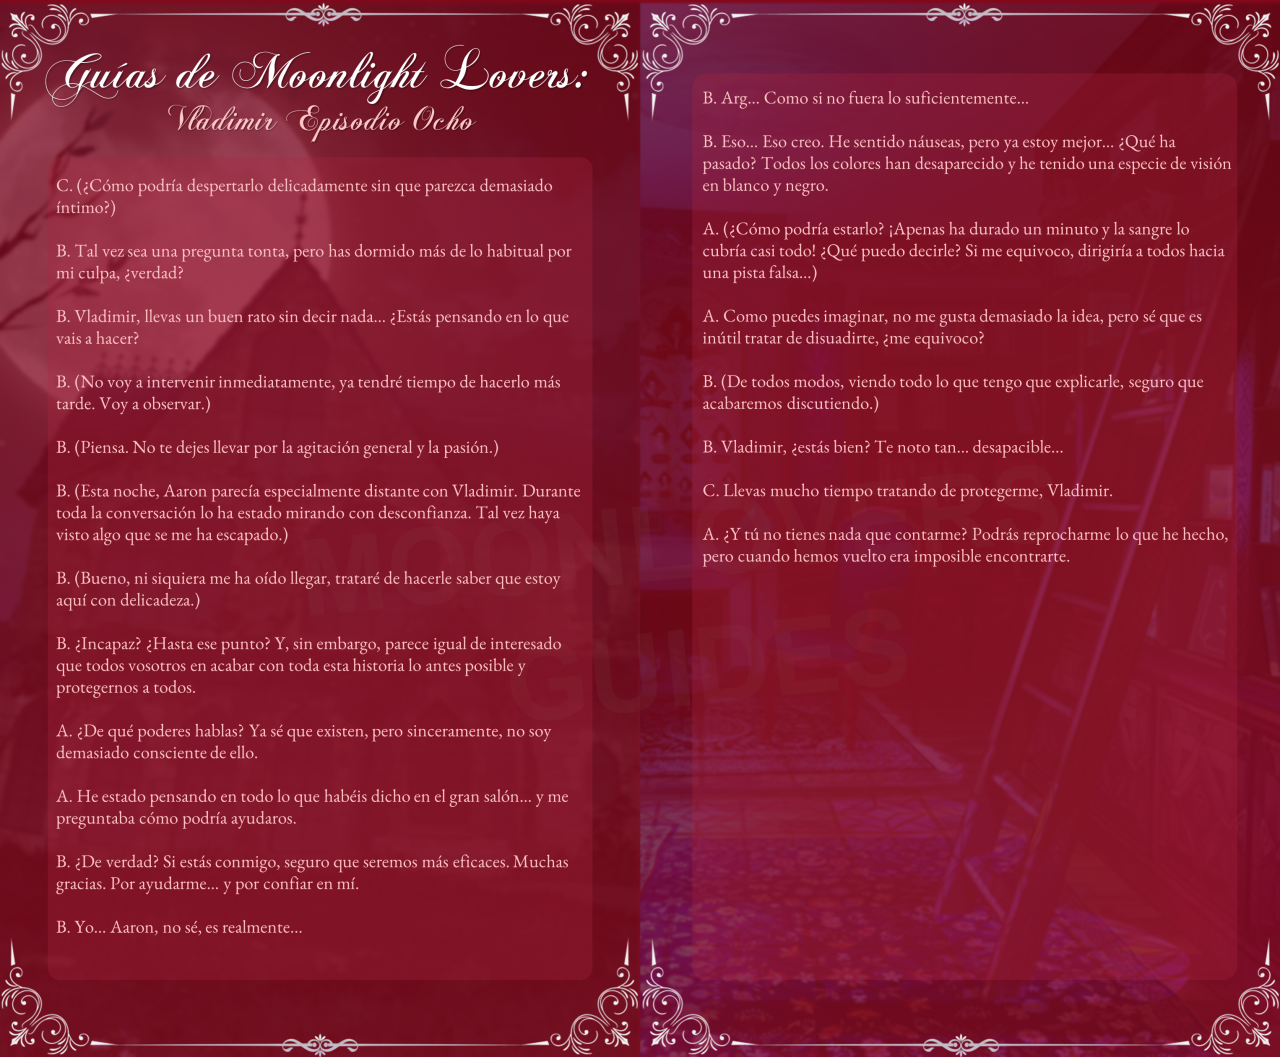 Guías de Moonlight Lovers:
Vladimir Episodio Ocho
C. (¿Cómo podría despertarlo delicadamente sin que parezca demasiado
íntimo?)
B. Tal vez sea una pregunta tonta, pero has dormido más de lo habitual por
mi culpa, ¿verdad?
B. Vladimir, llevas un buen rato sin decir nada... ¿Estás pensando en lo que
vais a hacer?
B. (No voy a intervenir inmediatamente, ya tendré tiempo de hacerlo más
tarde. Voy a observar.)
B. (Piensa. No te dejes llevar por la agitación general y la pasión.)
B. (Esta noche, Aaron parecía especialmente distante con Vladimir. Durante
toda la conversación lo ha estado mirando con desconfianza. Tal vez haya
visto algo que se me ha escapado.)
B. (Bueno, ni siquiera me ha oído llegar, trataré de hacerle saber que estoy
aquí con delicadeza.)
B. ¿Incapaz? ¿Hasta ese punto? Y, sin embargo, parece igual de interesado
que todos vosotros en acabar con toda esta historia lo antes posible y
protegernos a todos.
A. ¿De qué poderes hablas? Ya sé que existen, pero sinceramente, no soy
demasiado consciente de ello.
A. He estado pensando en todo lo que habéis dicho en el gran salón... y me
preguntaba cómo podría ayudaros.
B. ¿De verdad? Si estás conmigo, seguro que seremos más eficaces. Muchas
gracias. Por ayudarme... y por confiar en mí.
B. Yo... Aaron, no sé, es realmente...
B. Arg... Como si no fuera lo suficientemente...
B. Eso... Eso creo. He sentido náuseas, pero ya estoy mejor... ¿Qué ha
pasado? Todos los colores han desaparecido y he tenido una especie de visión
en blanco y negro.
A. (¿Cómo podría estarlo? ¡Apenas ha durado un minuto y la sangre lo
cubría casi todo! ¿Qué puedo decirle? Si me equivoco, dirigiría a todos hacia
una pista falsa...)
A. Como puedes imaginar, no me gusta demasiado la idea, pero sé que es
inútil tratar de disuadirte, ¿me equivoco?
B. (De todos modos, viendo todo lo que tengo que explicarle, seguro que
acabaremos discutiendo.)
B. Vladimir, ¿estás bien? Te noto tan... desapacible...
C. Llevas mucho tiempo tratando de protegerme, Vladimir.
A. ¿Y tú no tienes nada que contarme? Podrás reprocharme lo que he hecho,
pero cuando hemos vuelto era imposible encontrarte.
MOONLOVERS
GUIDES